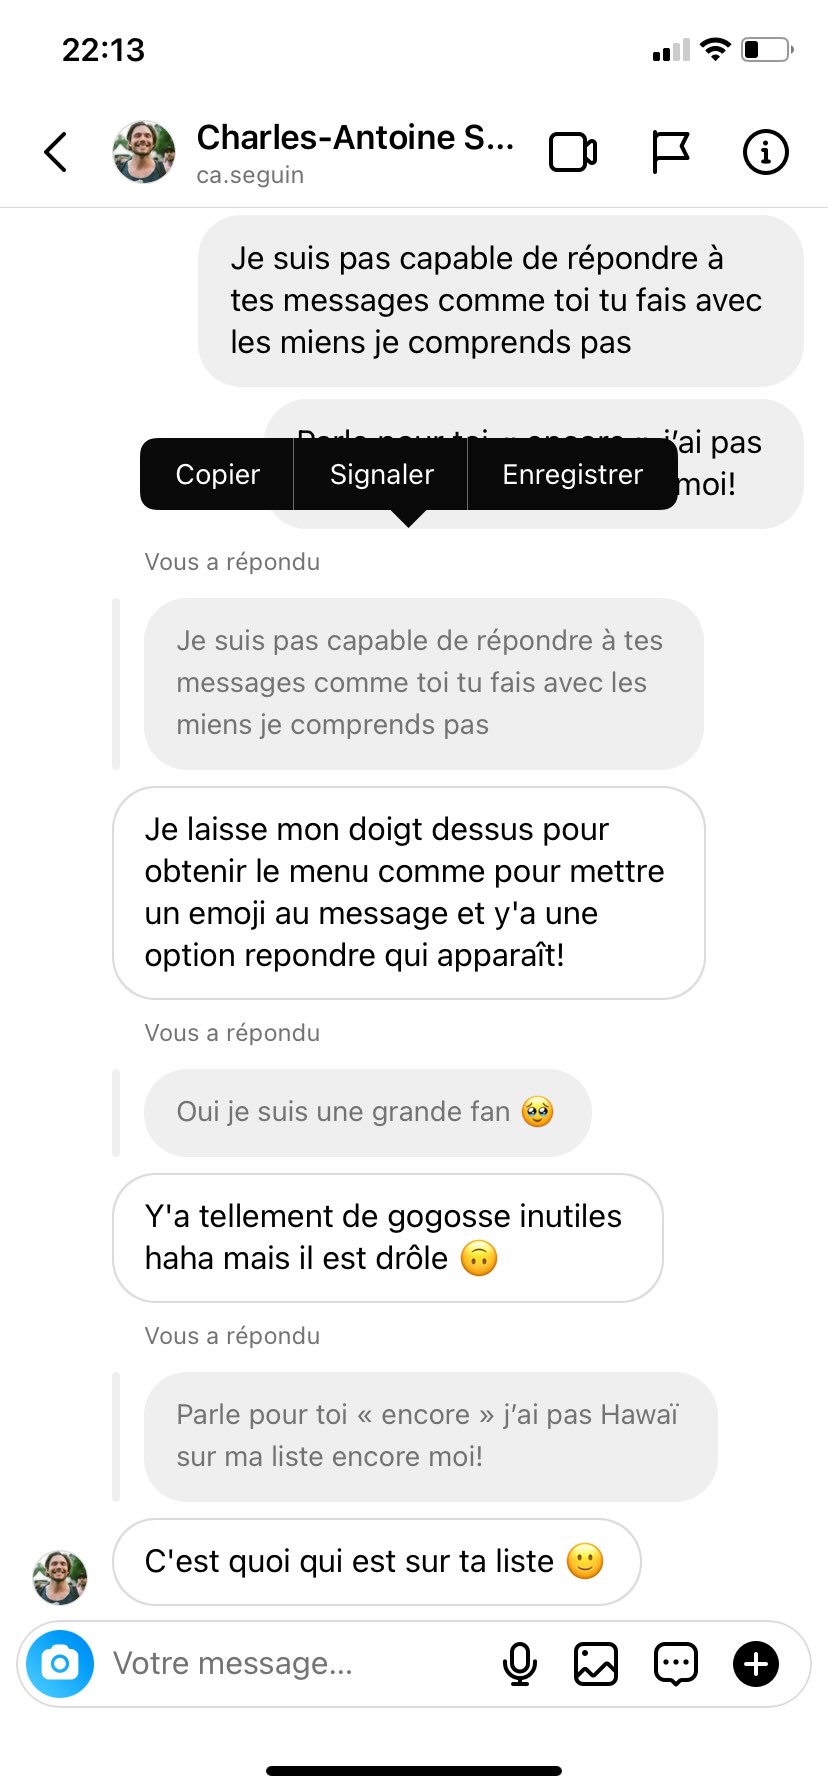 22:13
Charles-Antoine S...
ca.seguin
Je suis pas capable de répondre à
tes messages comme toi tu fais avec
les miens je comprends pas
Parle pour toi « encore » j’ai pas
moi!
Copier Signaler Enregistrer
Vous a répondu
Je suis pas capable de répondre à tes
messages comme toi tu fais avec les
miens je comprends pas
Je laisse mon doigt dessus pour
obtenir le menu comme pour mettre
un emoji au message et y'a une
option repondre qui apparaît!
Vous a répondu
Oui je suis une grande fan 🥹
Y'a tellement de gogosse inutiles
haha mais il est drôle 🙃
Vous a répondu
Parle pour toi « encore » j’ai pas Hawaï
sur ma liste encore moi!
C'est quoi qui est sur ta liste 🙂
Votre message...